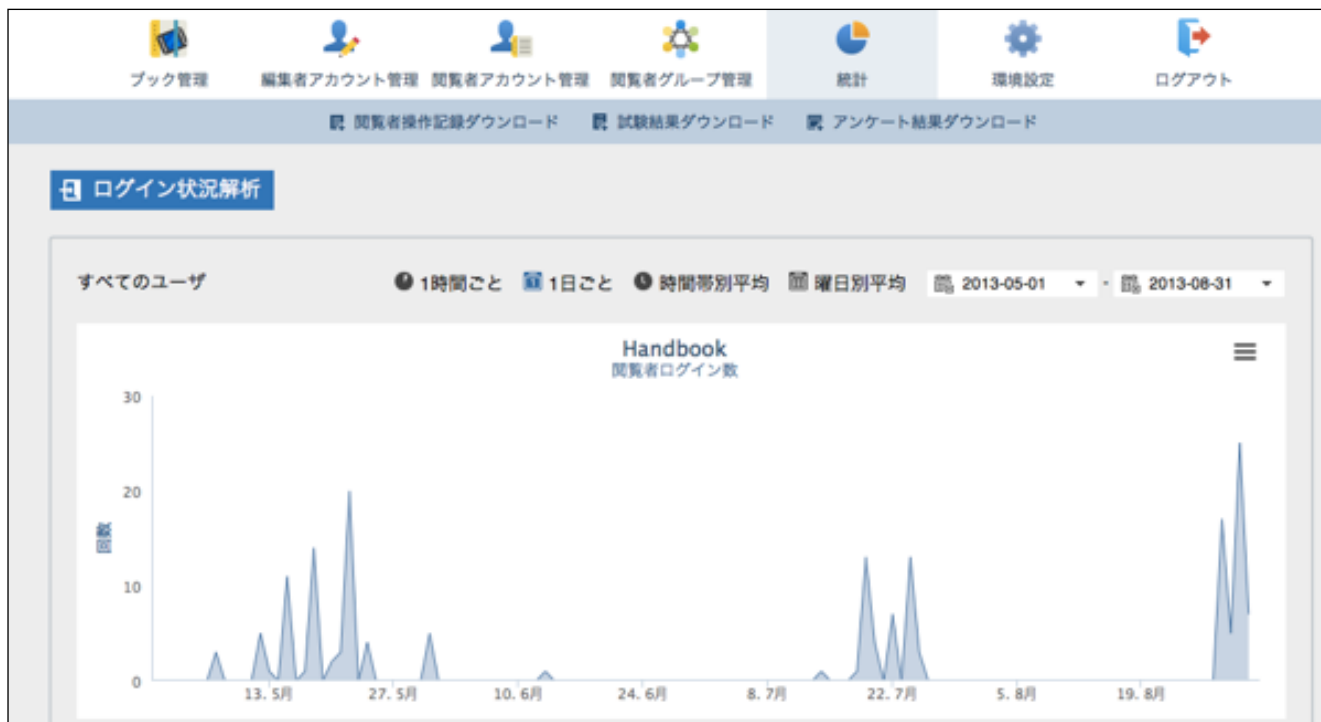 ブック管理 編集者アカウント管理 閲覧者アカウント管理 閲覧者グループ管理 統計 環境設定 ログアウト
閲覧者操作記録ダウンロード 試験結果ダウンロード アンケート結果ダウンロード
ログイン状況解析
すべてのユーザ 1時間ごと 1日ごと 時間帯別平均 曜日別平均 2013-05-01 - 2013-08-31
Handbook
閲覧者ログイン数
30
20
回数
10
0
13. 5月 27. 5月 10. 6月 24. 6月 8. 7月 22. 7月 5. 8月 19. 8月